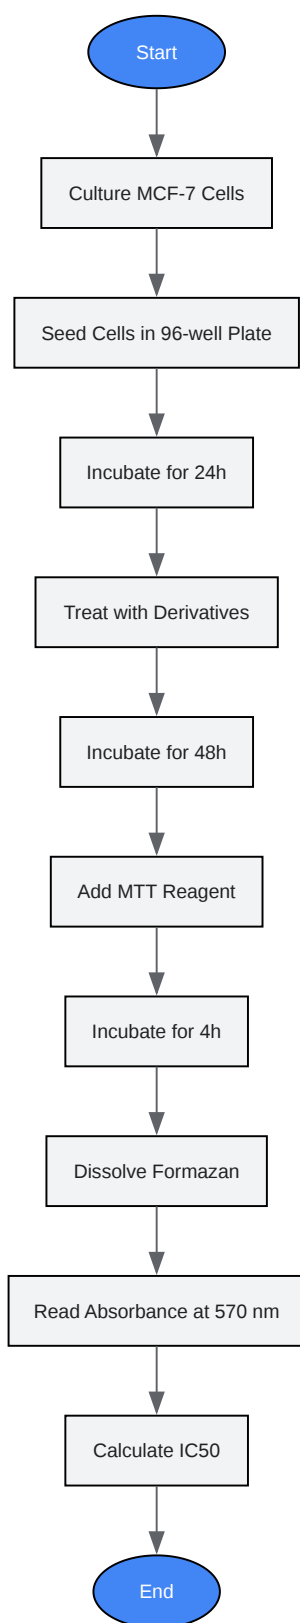 Start
Culture MCF-7 Cells
Seed Cells in 96-well Plate
Incubate for 24h
Treat with Derivatives
Incubate for 48h
Add MTT Reagent
Incubate for 4h
Dissolve Formazan
Read Absorbance at 570 nm
Calculate IC50
End